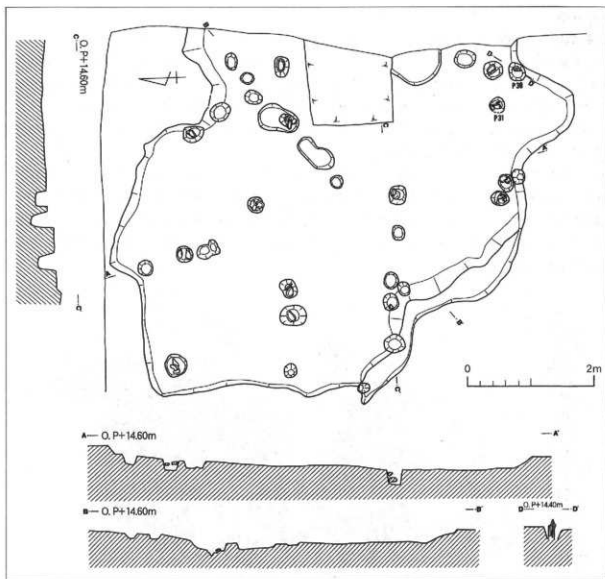 C
O. P+14.60m
C'
B
D
P30
P31
C
A
D'
A'
B'
C'
0 2m
A O. P+14.60m A'
B O. P+14.60m B'
D O. P+14.40m D'